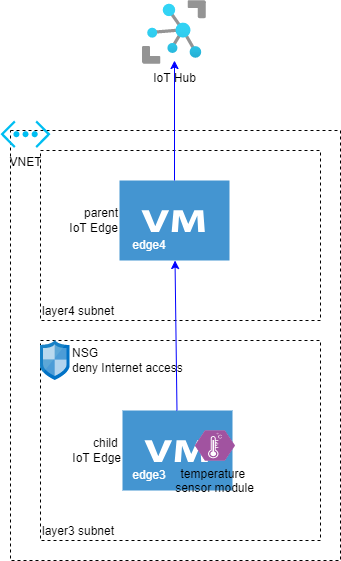 IoT Hub
VNET
parent
IoT Edge
VM
edge4
layer4 subnet
NSG
deny Internet access
child
IoT Edge
VM
°C
edge3
temperature
sensor module
layer3 subnet